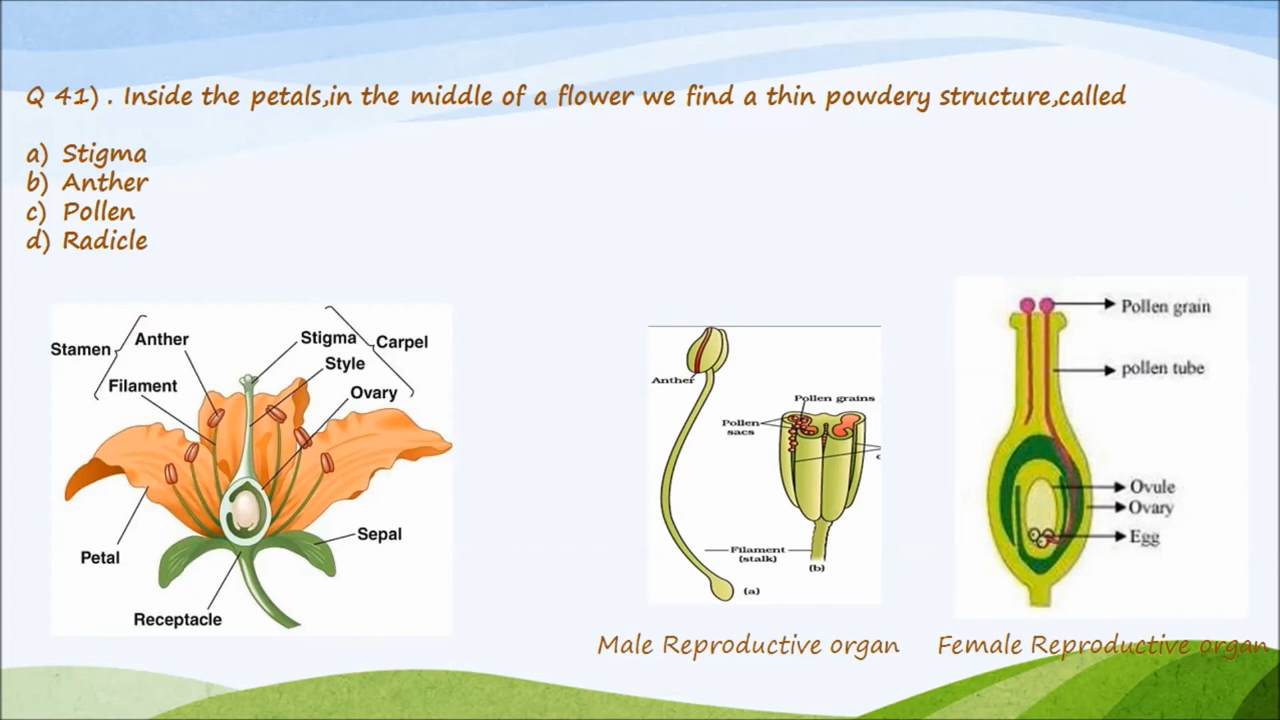 Q 41) . Inside the petals,in the middle of a flower we find a thin powdery structure,called
a) Stigma
b) Anther
c) Pollen
d) Radicle
Stamen
Anther
Filament
Stigma
Carpel
Style
Ovary
Petal
Sepal
Receptacle
Anther
Pollen grains
Pollen
sacs
Filament
(stalk)
(a)
(b)
Pollen grain
pollen tube
Ovule
Ovary
Egg
Male Reproductive organ
Female Reproductive organ